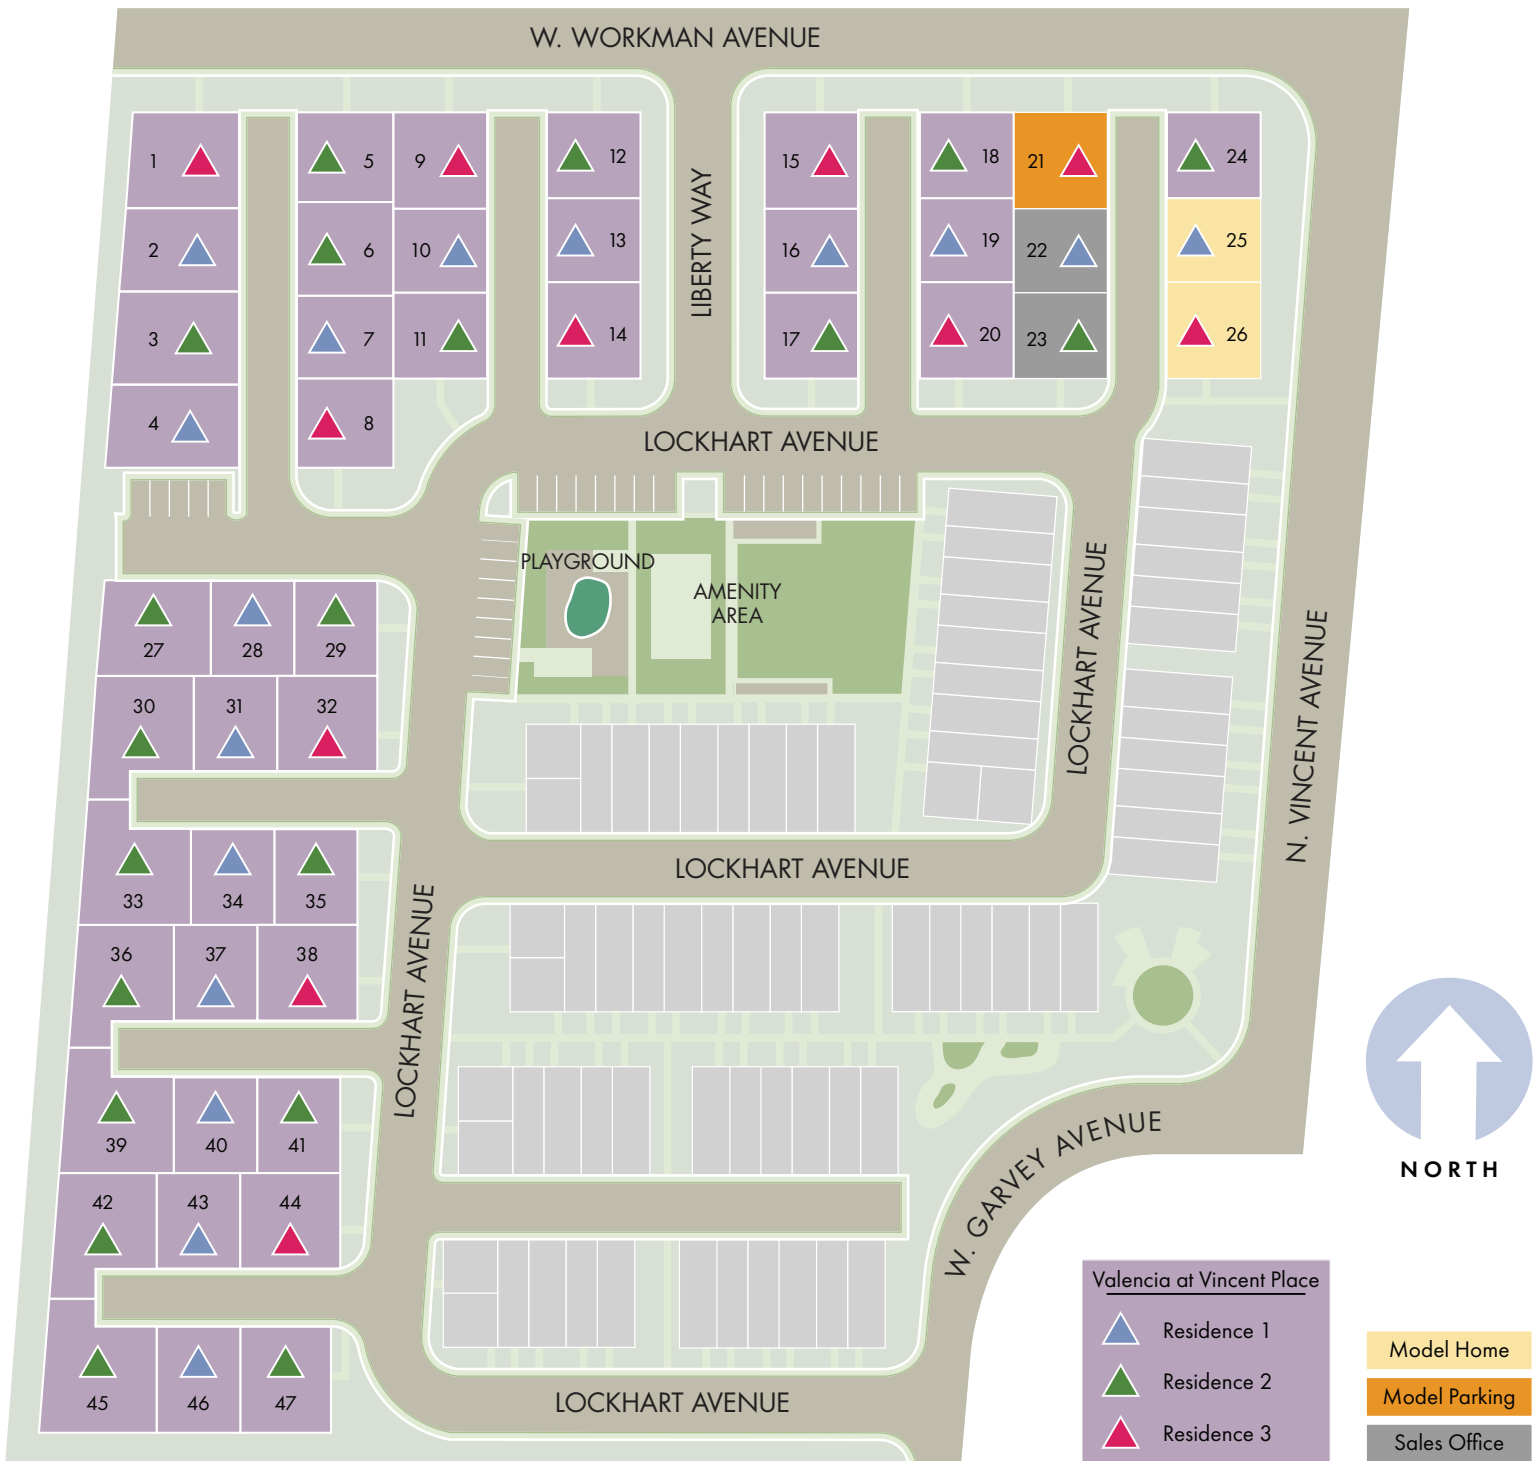 W. WORKMAN AVENUE
1
5
9
12
15
18
21
24
2
6
10
13
16
19
22
25
3
7
11
14
17
20
23
26
4
8
LIBERTY WAY
LOCKHART AVENUE
PLAYGROUND
AMENITY
AREA
LOCKHART AVENUE
N. VINCENT AVENUE
27
28
29
30
31
32
33
34
35
LOCKHART AVENUE
LOCKHART AVENUE
36
37
38
39
40
41
42
43
44
45
46
47
W. GARVEY AVENUE
LOCKHART AVENUE
NORTH
Valencia at Vincent Place
Residence 1
Residence 2
Residence 3
Model Home
Model Parking
Sales Office